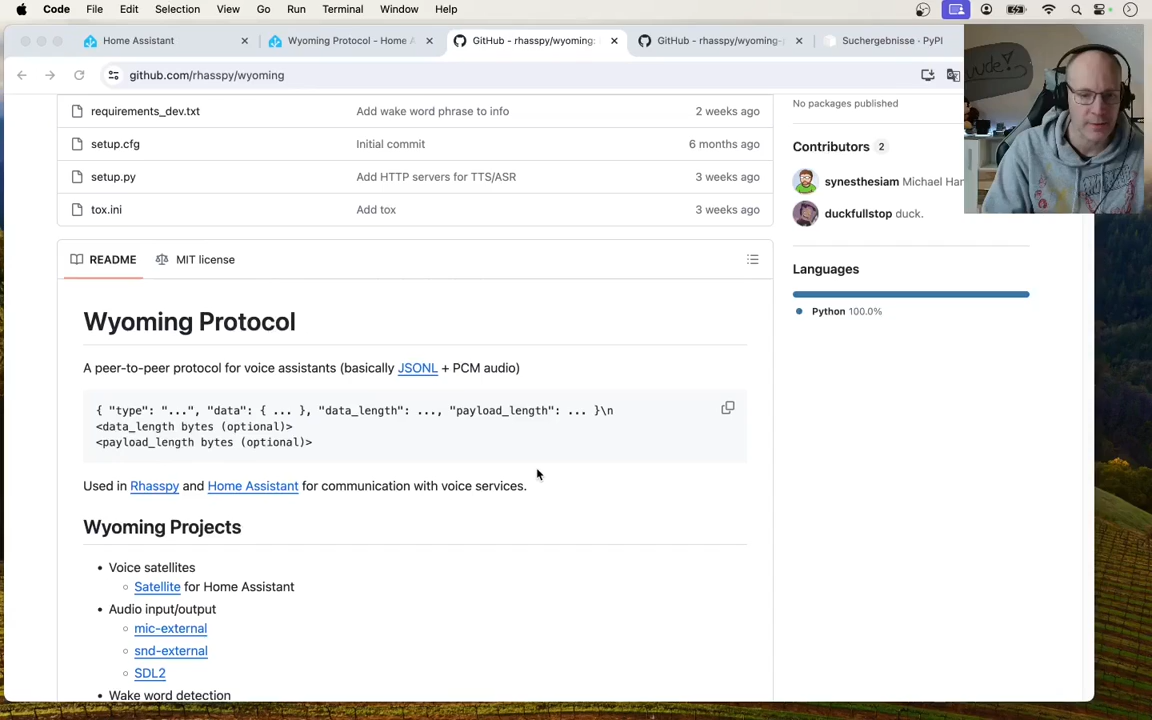 Code File Edit Selection View Go Run Terminal Window Help
Home Assistant
Wyoming Protocol - Home A
GitHub - rhasspy/wyoming:
GitHub - rhasspy/wyoming-
Suchergebnisse · PyPI
github.com/rhasspy/wyoming
requirements_dev.txt Add wake word phrase to info 2 weeks ago
setup.cfg Initial commit 6 months ago
setup.py Add HTTP servers for TTS/ASR 3 weeks ago
tox.ini Add tox 3 weeks ago
README MIT license
Wyoming Protocol
A peer-to-peer protocol for voice assistants (basically JSONL + PCM audio)
{ "type": "...", "data": { ... }, "data_length": ..., "payload_length": ... }\n
<data_length bytes (optional)>
<payload_length bytes (optional)>
Used in Rhasspy and Home Assistant for communication with voice services.
Wyoming Projects
• Voice satellites
○ Satellite for Home Assistant
• Audio input/output
○ mic-external
○ snd-external
○ SDL2
• Wake word detection
No packages published
Contributors 2
synesthesiam Michael Han
duckfullstop duck.
Languages
Python 100.0%